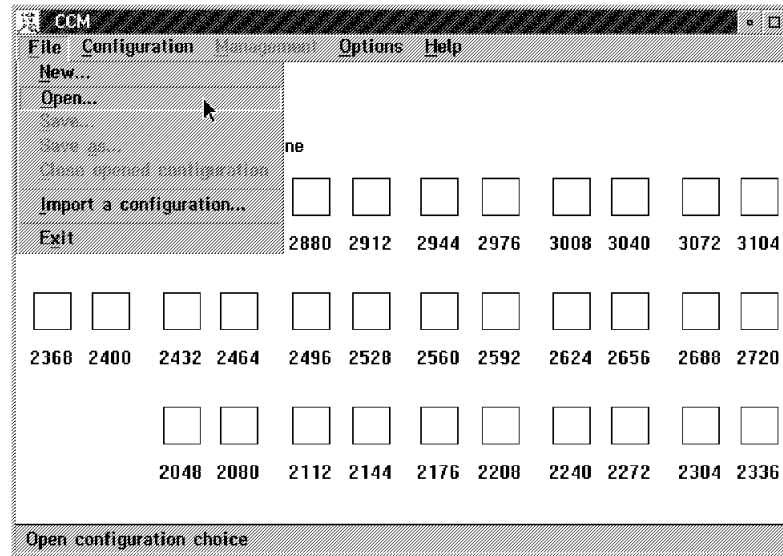 CCM
File Configuration Management Options Help
New...
Open...
Save...
Save as...
ne
Close opened configuration
Import a configuration...
Exit
2880 2912 2944 2976 3008 3040 3072 3104
2368 2400 2432 2464 2496 2528 2560 2592 2624 2656 2688 2720
2048 2080 2112 2144 2176 2208 2240 2272 2304 2336
Open configuration choice